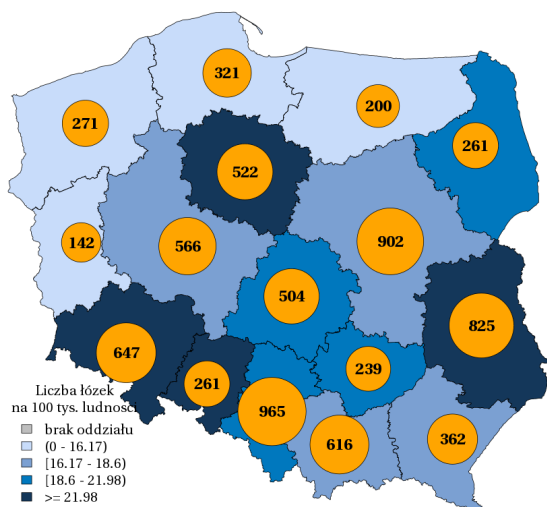 321
271
200
261
522
142
566
902
504
825
647
239
261
965
616
362
Liczba łózek
na 100 tys. ludności
brak oddziału
(0 - 16.17)
[16.17 - 18.6)
[18.6 - 21.98)
>= 21.98